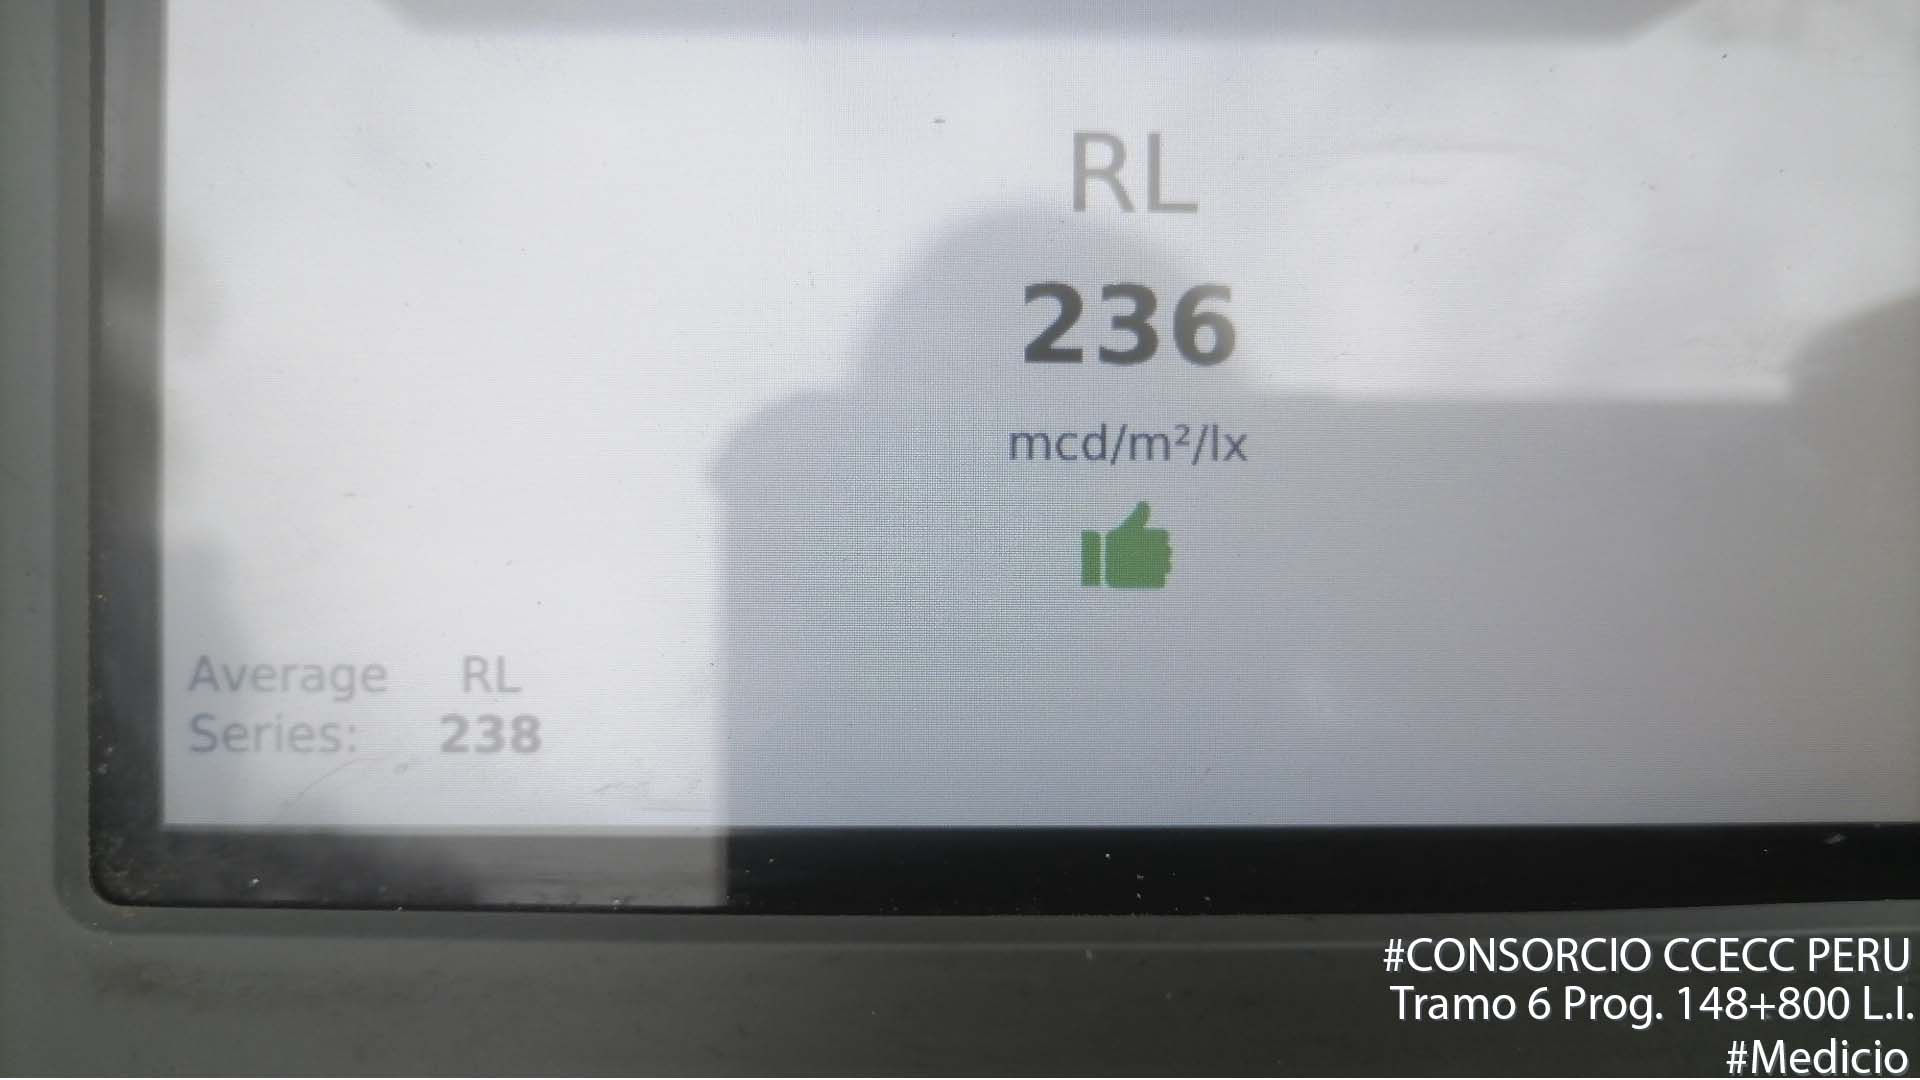 RL
236
mcd/m²/lx
Average RL
Series: 238
#CONSORCIO CCECC PERU
Tramo 6 Prog. 148+800 L.I.
#Medicio